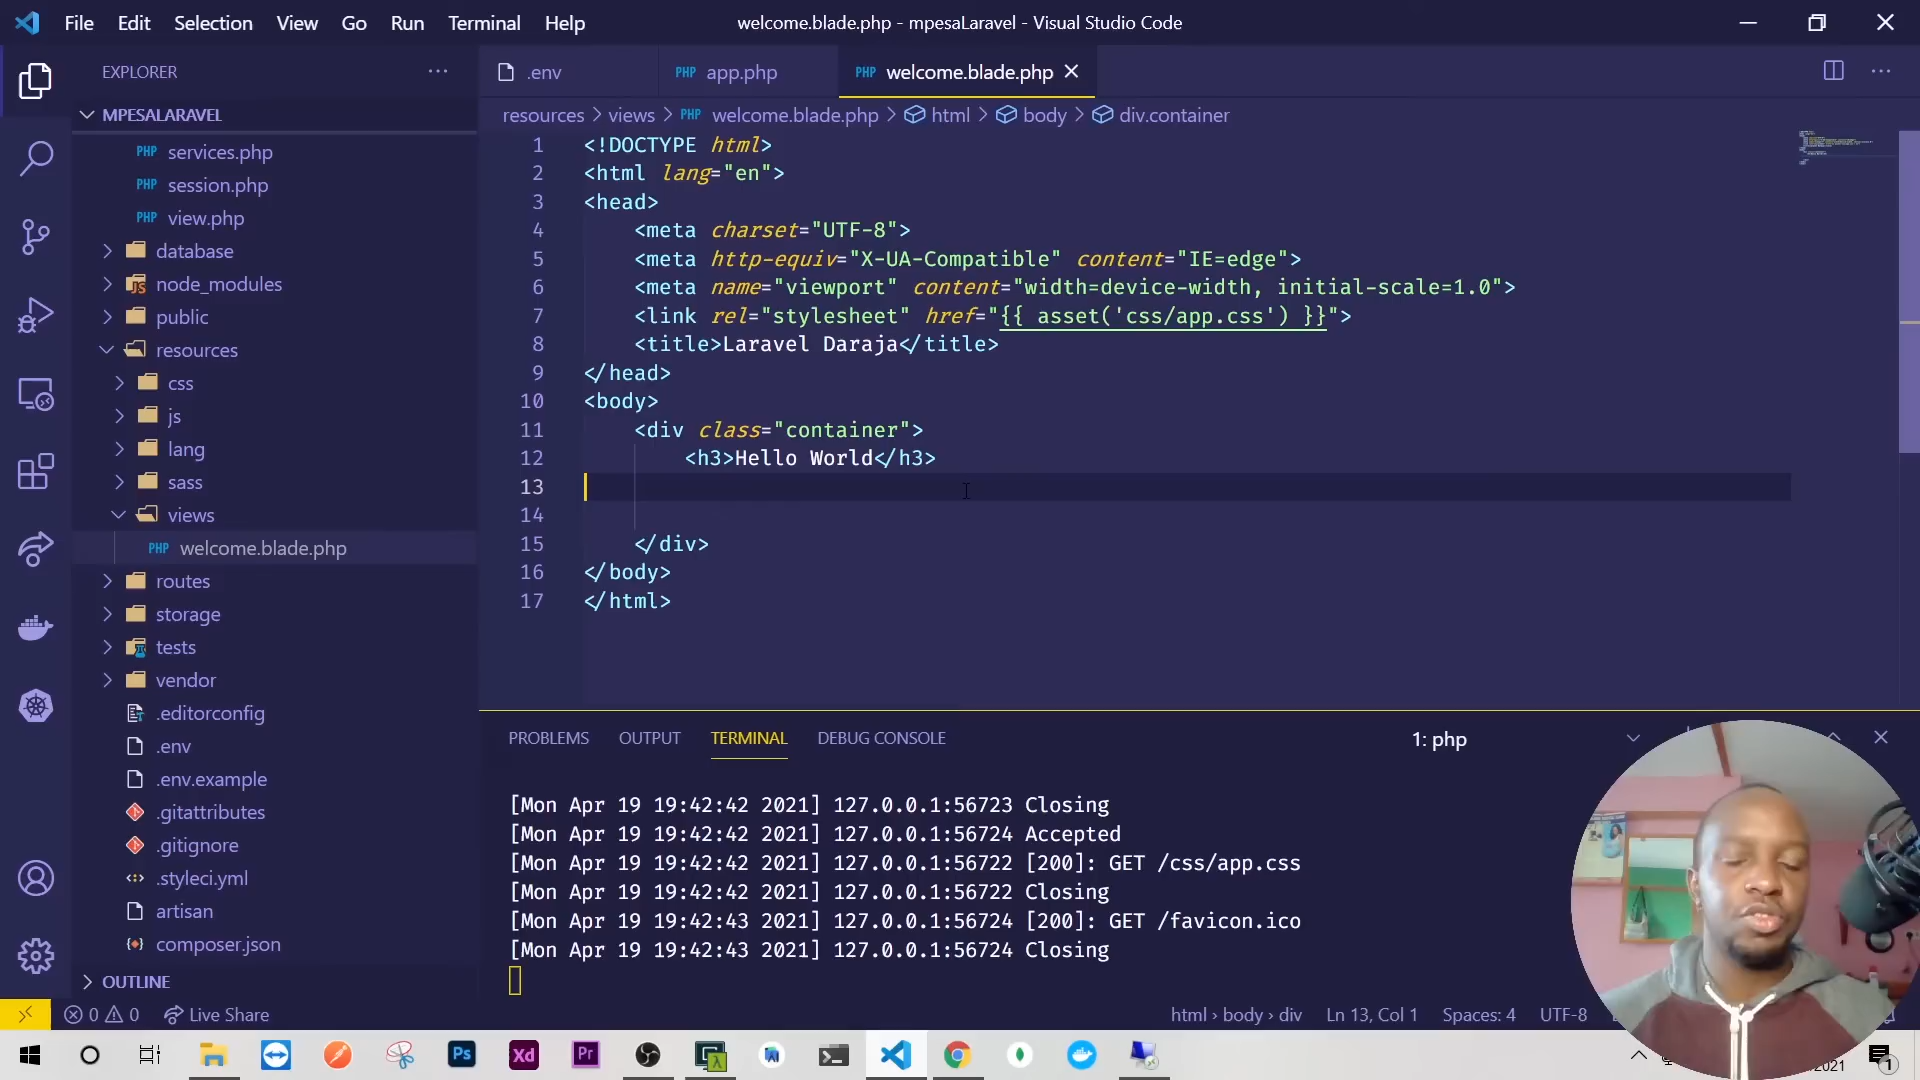 File Edit Selection View Go Run Terminal Help
welcome.blade.php - mpesaLaravel - Visual Studio Code
EXPLORER
MPESALARAVEL
PHP services.php
PHP session.php
PHP view.php
database
node_modules
public
resources
css
js
lang
sass
views
PHP welcome.blade.php
routes
storage
tests
vendor
.editorconfig
.env
.env.example
.gitattributes
.gitignore
.styleci.yml
artisan
composer.json
OUTLINE
.env
PHP app.php
PHP welcome.blade.php
resources > views > PHP welcome.blade.php > html > body > div.container
1 <!DOCTYPE html>
2 <html lang="en">
3 <head>
4 <meta charset="UTF-8">
5 <meta http-equiv="X-UA-Compatible" content="IE=edge">
6 <meta name="viewport" content="width=device-width, initial-scale=1.0">
7 <link rel="stylesheet" href="{{ asset('css/app.css') }}">
8 <title>Laravel Daraja</title>
9 </head>
10 <body>
11 <div class="container">
12 <h3>Hello World</h3>
13
14
15 </div>
16 </body>
17 </html>
PROBLEMS OUTPUT TERMINAL DEBUG CONSOLE
1: php
[Mon Apr 19 19:42:42 2021] 127.0.0.1:56723 Closing
[Mon Apr 19 19:42:42 2021] 127.0.0.1:56724 Accepted
[Mon Apr 19 19:42:42 2021] 127.0.0.1:56722 [200]: GET /css/app.css
[Mon Apr 19 19:42:42 2021] 127.0.0.1:56722 Closing
[Mon Apr 19 19:42:43 2021] 127.0.0.1:56724 [200]: GET /favicon.ico
[Mon Apr 19 19:42:43 2021] 127.0.0.1:56724 Closing
0 0 Live Share
html > body > div Ln 13, Col 1 Spaces: 4 UTF-8
Ps Xd Pr
2021
1